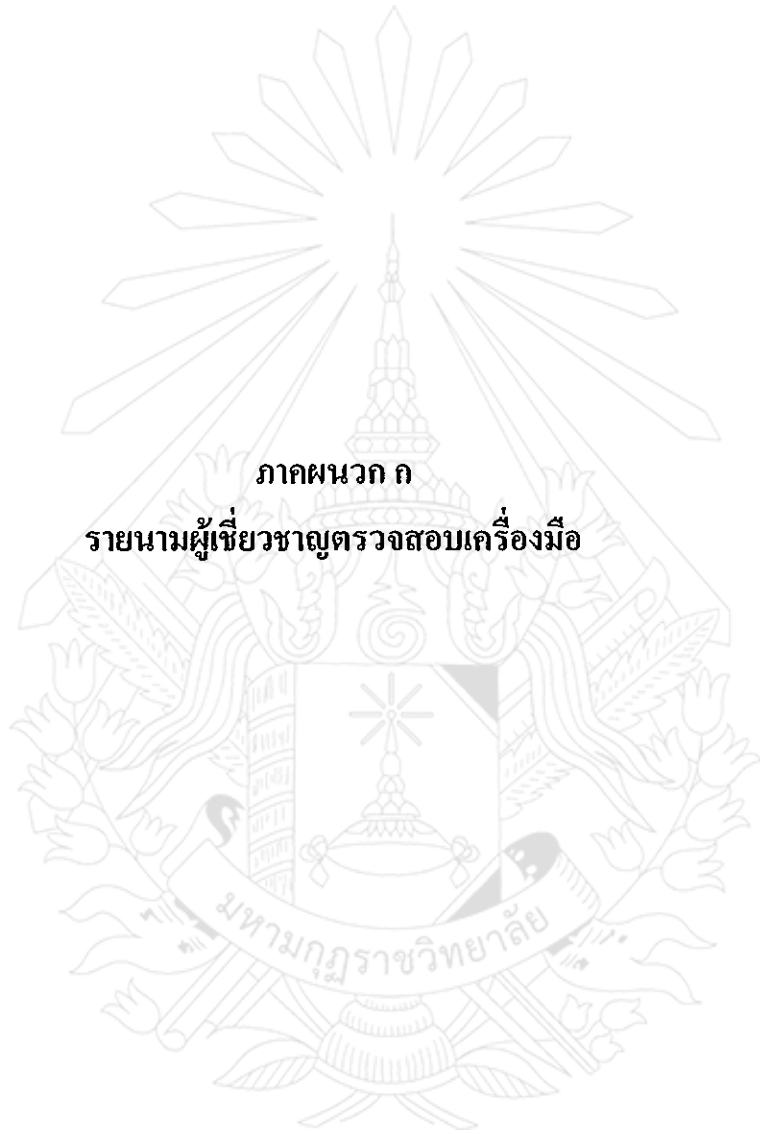 ภาคผนวก ค
รายนามผู้เชี่ยวชาญตรวจสอบเครื่องมือ
มหามกุฏราชวิทยาลัย